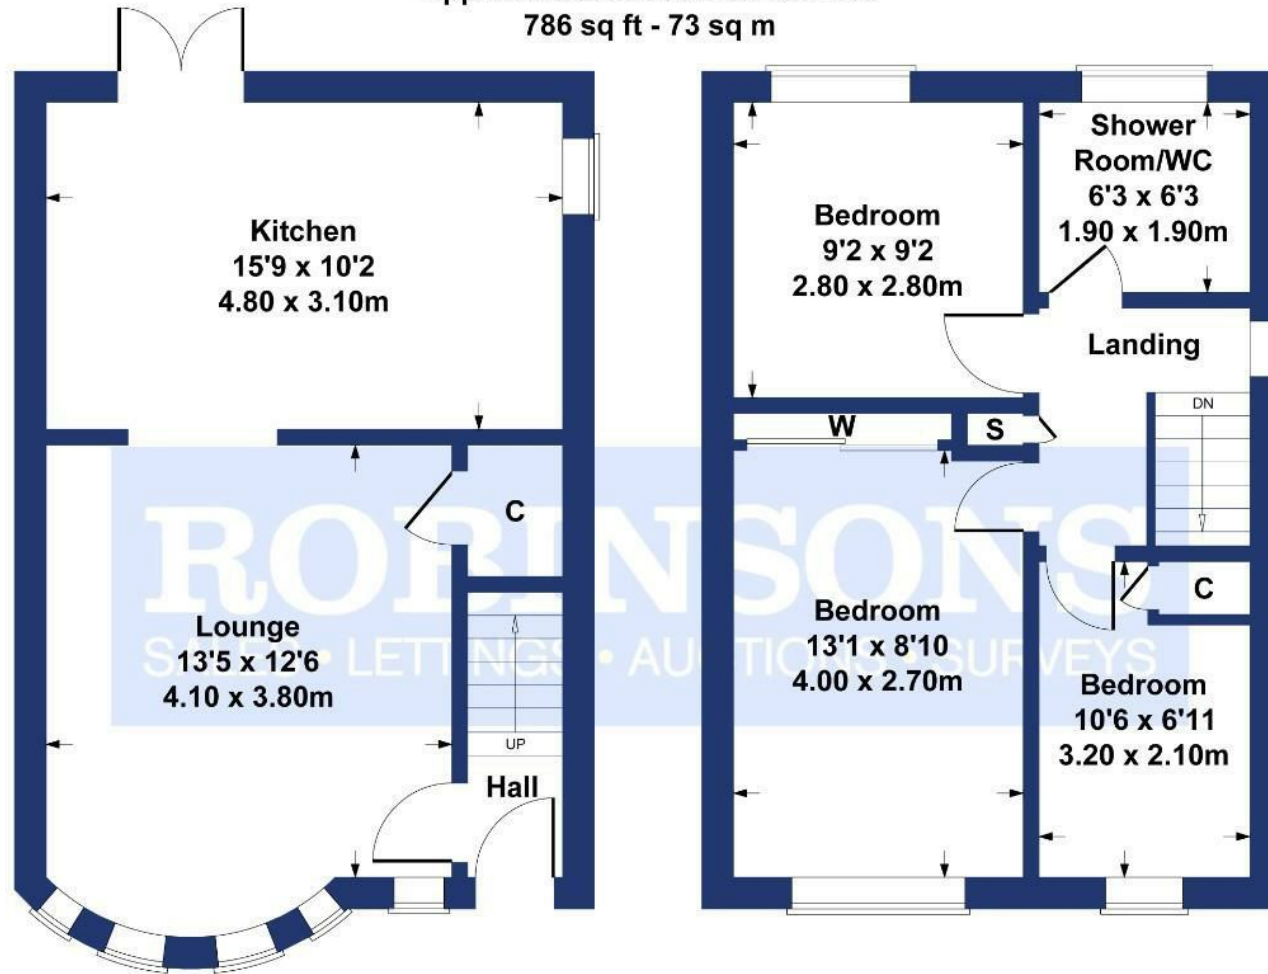 786 sq ft - 73 sq m
Kitchen
15'9 x 10'2
4.80 x 3.10m
Lounge
13'5 x 12'6
4.10 x 3.80m
C
UP
Hall
Bedroom
9'2 x 9'2
2.80 x 2.80m
Shower
Room/WC
6'3 x 6'3
1.90 x 1.90m
Landing
DN
W
S
Bedroom
13'1 x 8'10
4.00 x 2.70m
C
Bedroom
10'6 x 6'11
3.20 x 2.10m
ROBINSONS
SALES • LETTINGS • AUCTIONS • SURVEYS